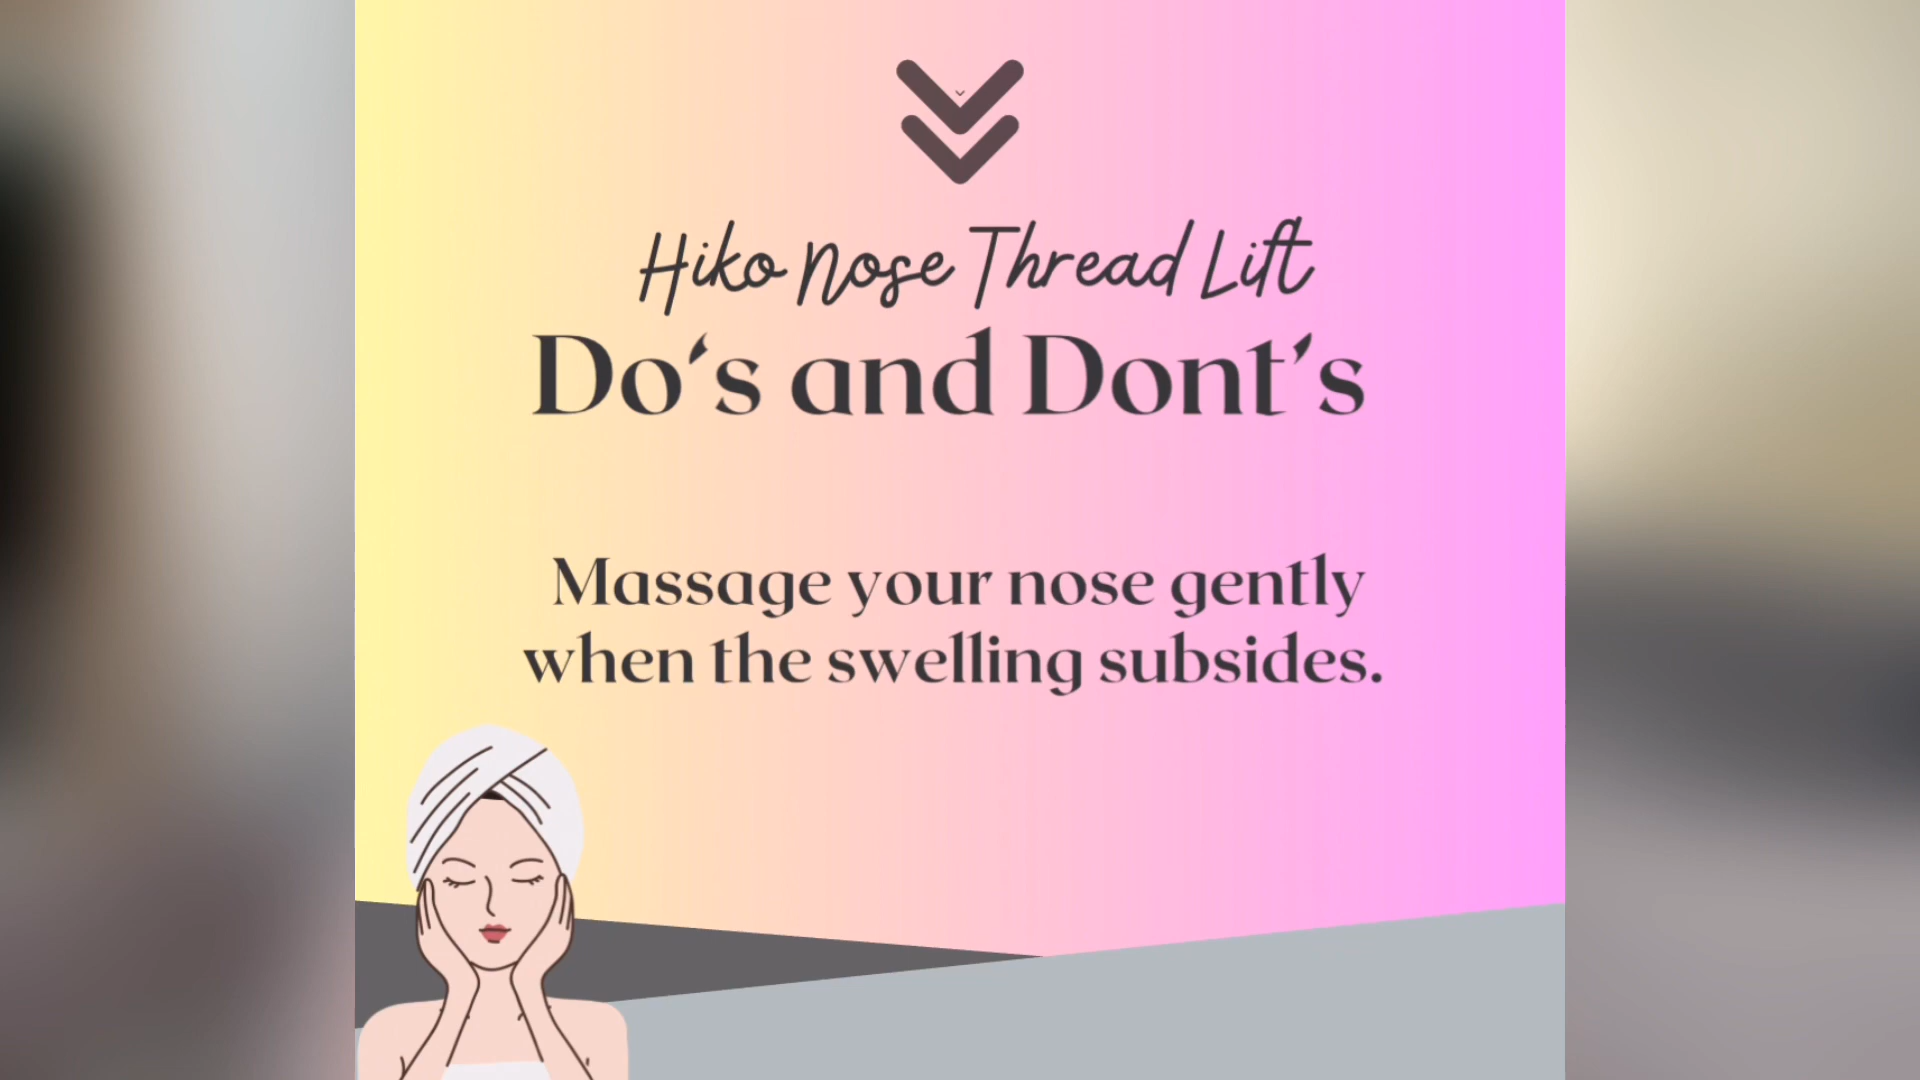 Hiko Nose Thread Lift
Do‘s and Dont’s
Massage your nose gently
when the swelling subsides.